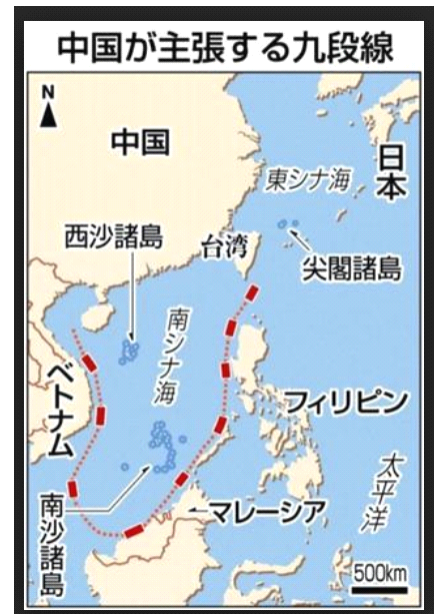 中国が主張する九段線
N
中国
日本
東シナ海
西沙諸島
台湾
尖閣諸島
南シナ海
ベトナム
フィリピン
太平洋
南沙諸島
マレーシア
500km